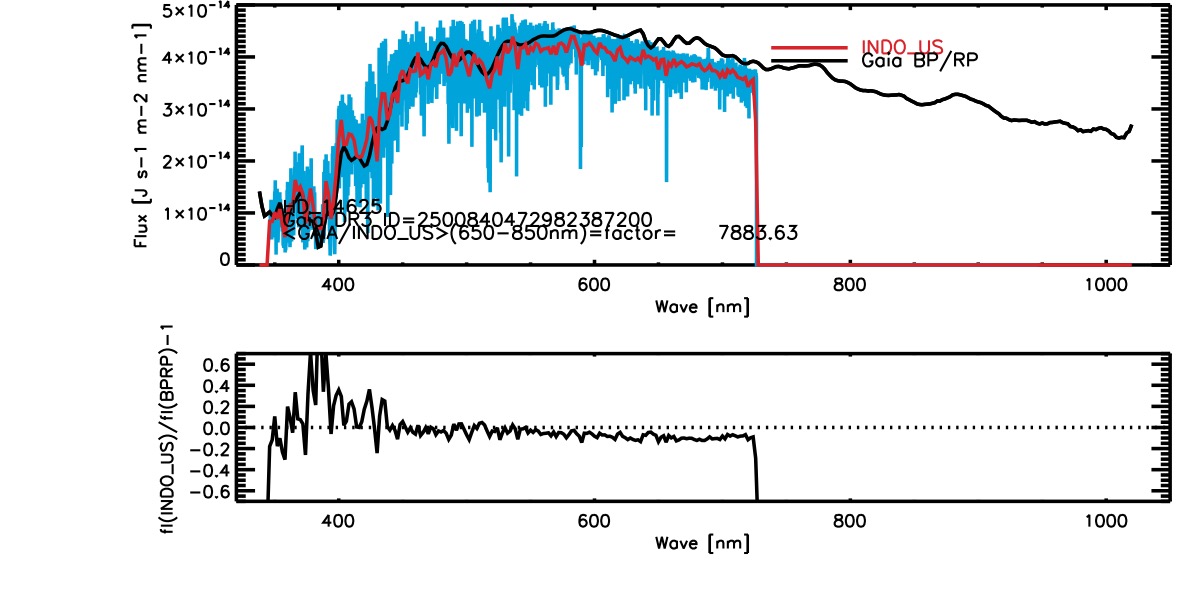 5×10⁻¹⁴
4×10⁻¹⁴
3×10⁻¹⁴
2×10⁻¹⁴
1×10⁻¹⁴
0
Flux [J s−1 m−2 nm−1]
INDO_US
Gaia BP/RP
HD_14625
Gaia DR3 ID=2500840472982387200
<GAIA/INDO_US>(650−850nm)=factor= 7883.63
400 600 800 1000
Wave [nm]
fl(INDO_US)/fl(BPRP)−1
0.6
0.4
0.2
0.0
−0.2
−0.4
−0.6
400 600 800 1000
Wave [nm]